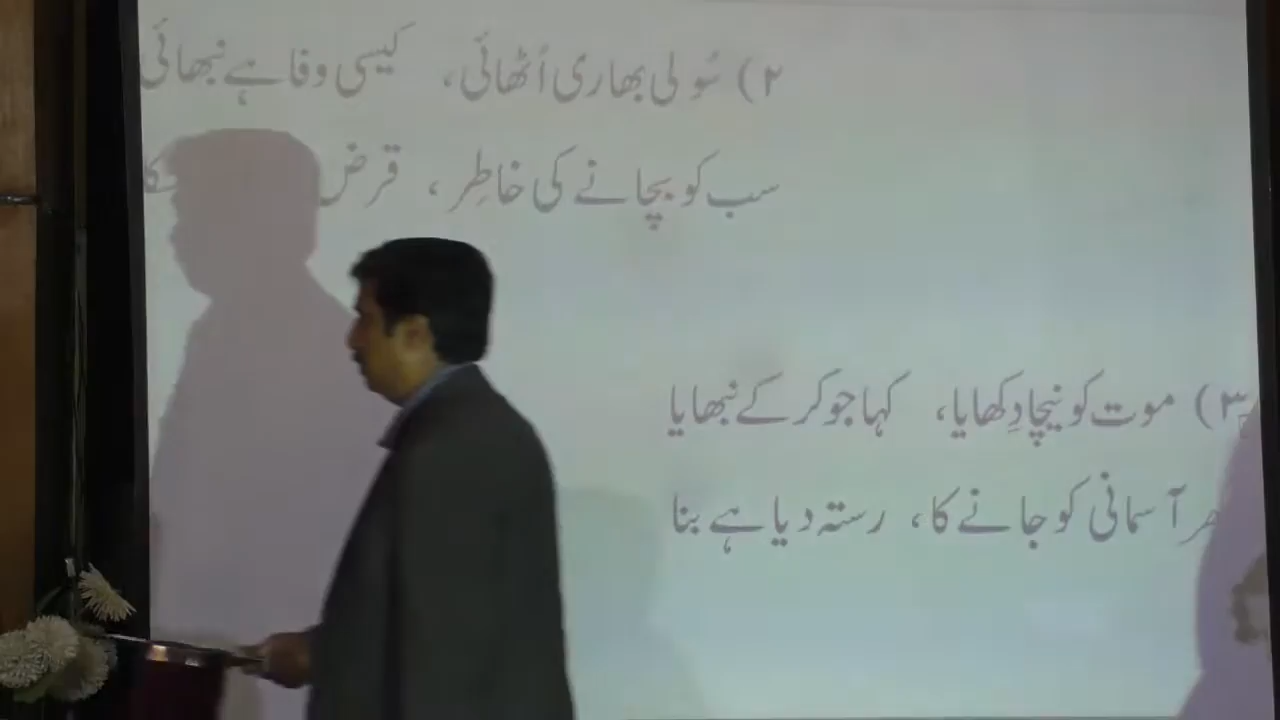 ۲) سُولی بھاری اُٹھائی، کیسی وفا ہے نبھائی
سب کو بچانے کی خاطِر، قرض
۳) موت کو نیچا دِکھایا، کہا جو کر کے نبھایا
آسمانی کو جانے کا، رستہ دیا ہے بنا